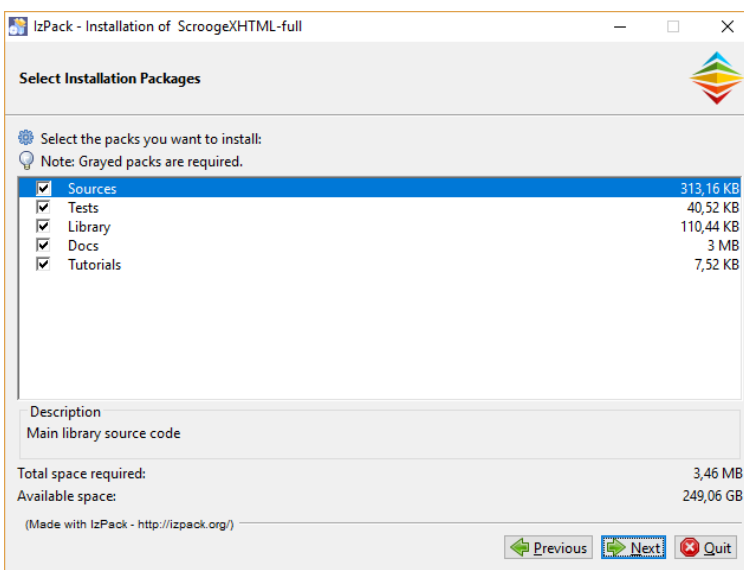 IzPack - Installation of ScroogeXHTML-full
Select Installation Packages
Select the packs you want to install:
Note: Grayed packs are required.
Sources 313,16 KB
Tests 40,52 KB
Library 110,44 KB
Docs 3 MB
Tutorials 7,52 KB
Description
Main library source code
Total space required: 3,46 MB
Available space: 249,06 GB
(Made with IzPack - http://izpack.org/)
Previous Next Quit